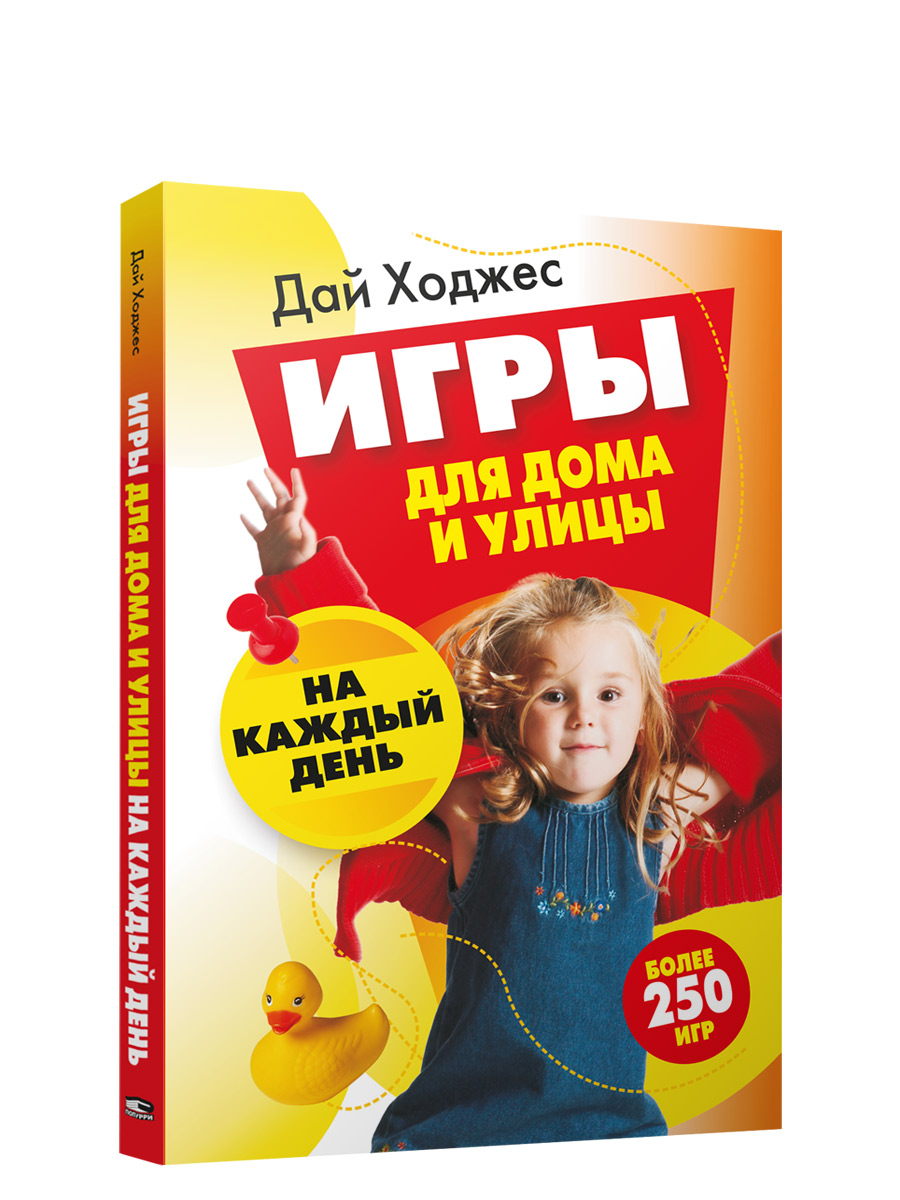 Дай Ходжес
ИГРЫ
ДЛЯ ДОМА
И УЛИЦЫ
НА
КАЖДЫЙ
ДЕНЬ
БОЛЕЕ
250
ИГР
Дай Ходжес
ИГРЫ ДЛЯ ДОМА И УЛИЦЫ НА КАЖДЫЙ ДЕНЬ
ПОПУРРИ